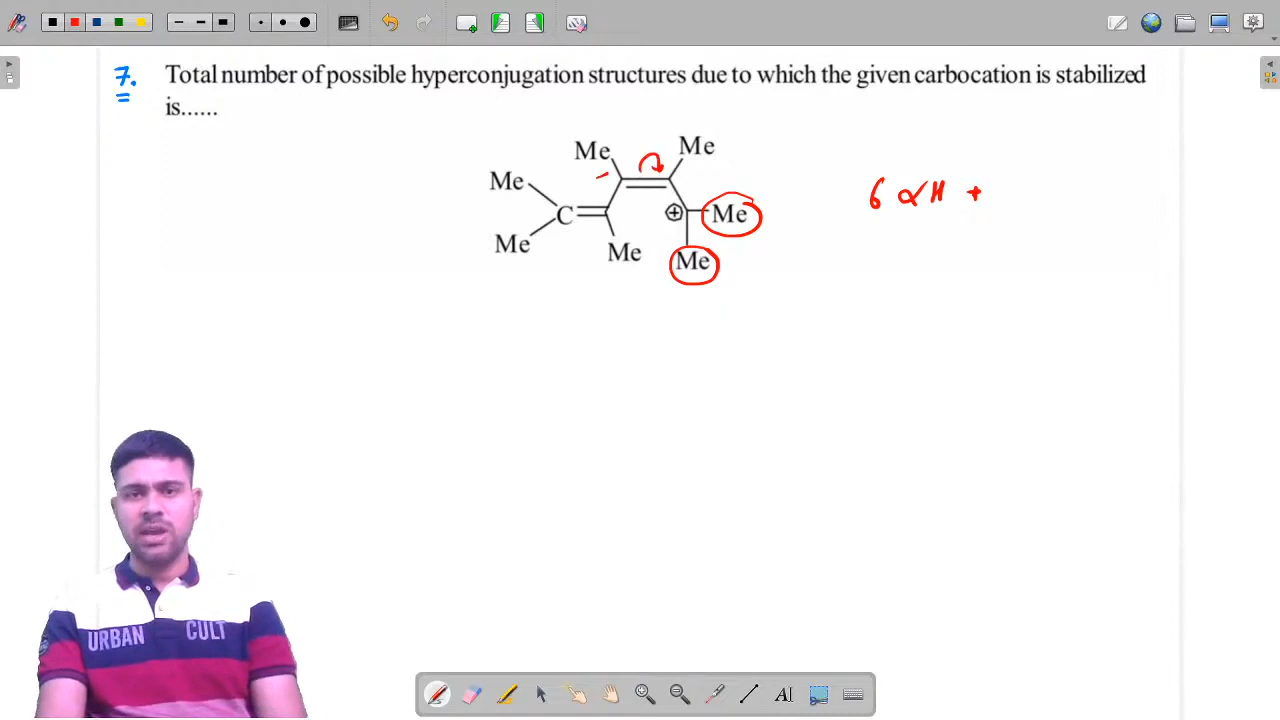 7. Total number of possible hyperconjugation structures due to which the given carbocation is stabilized
is......
Me Me
Me
C ⊕ Me
Me Me Me
6 αH +
URBAN CULT
AI